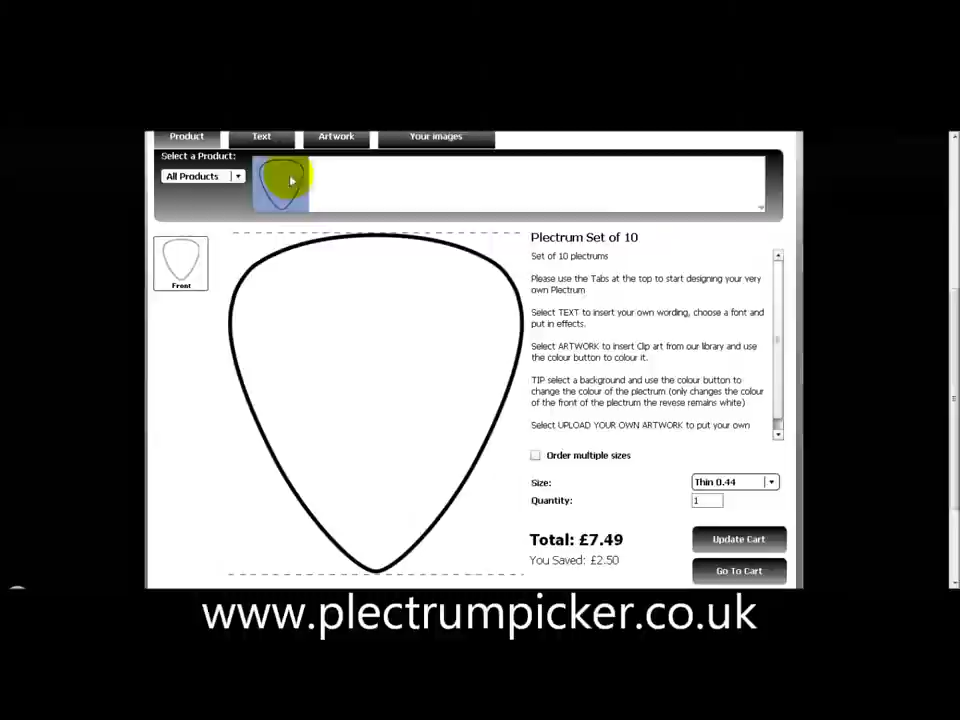 Product
Text
Artwork
Your images
Select a Product:
All Products
Front
Plectrum Set of 10
Set of 10 plectrums
Please use the Tabs at the top to start designing your very
own Plectrum
Select TEXT to insert your own wording, choose a font and
put in effects.
Select ARTWORK to insert Clip art from our library and use
the colour button to colour it.
TIP select a background and use the colour button to
change the colour of the plectrum (only changes the colour
of the front of the plectrum the revese remains white)
Select UPLOAD YOUR OWN ARTWORK to put your own
Order multiple sizes
Size:
Thin 0.44
Quantity:
1
Total: £7.49
You Saved: £2.50
Update Cart
Go To Cart
www.plectrumpicker.co.uk